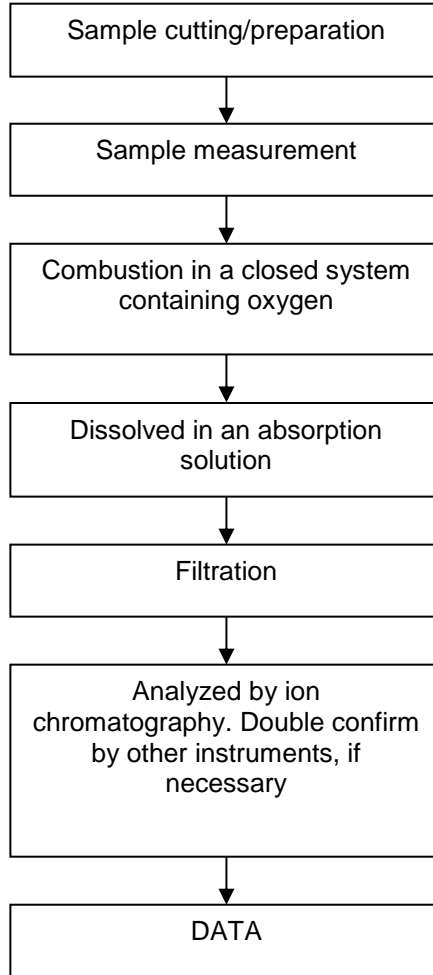 Sample cutting/preparation
Sample measurement
Combustion in a closed system
containing oxygen
Dissolved in an absorption
solution
Filtration
Analyzed by ion
chromatography. Double confirm
by other instruments, if
necessary
DATA